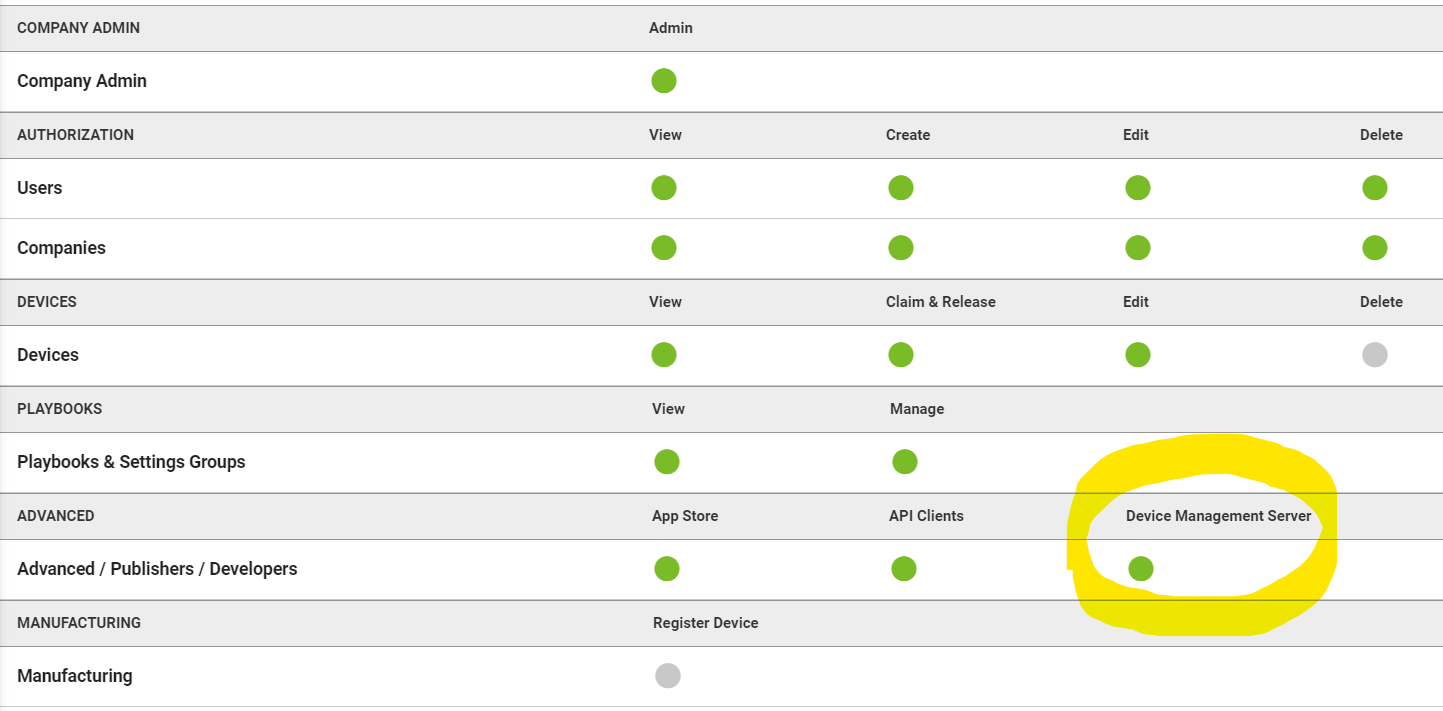 COMPANY ADMIN Admin
Company Admin
AUTHORIZATION View Create Edit Delete
Users
Companies
DEVICES View Claim & Release Edit Delete
Devices
PLAYBOOKS View Manage
Playbooks & Settings Groups
ADVANCED App Store API Clients Device Management Server
Advanced / Publishers / Developers
MANUFACTURING Register Device
Manufacturing